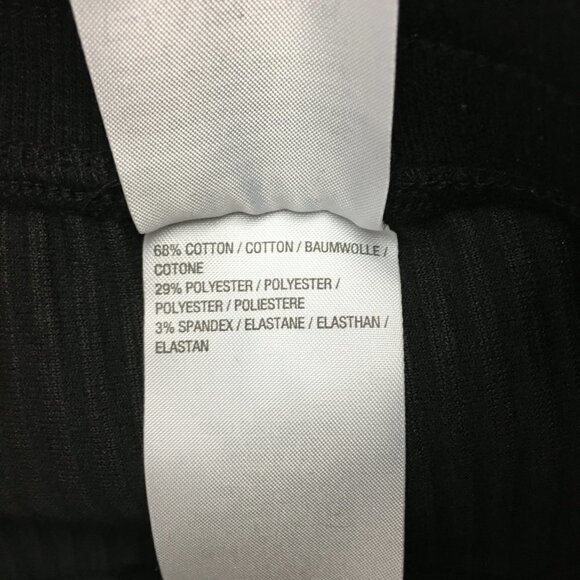 68% COTTON / COTTON / BAUMWOLLE /
COTONE
29% POLYESTER / POLYESTER /
POLYESTER / POLIESTERE
3% SPANDEX / ELASTANE / ELASTHAN /
ELASTAN